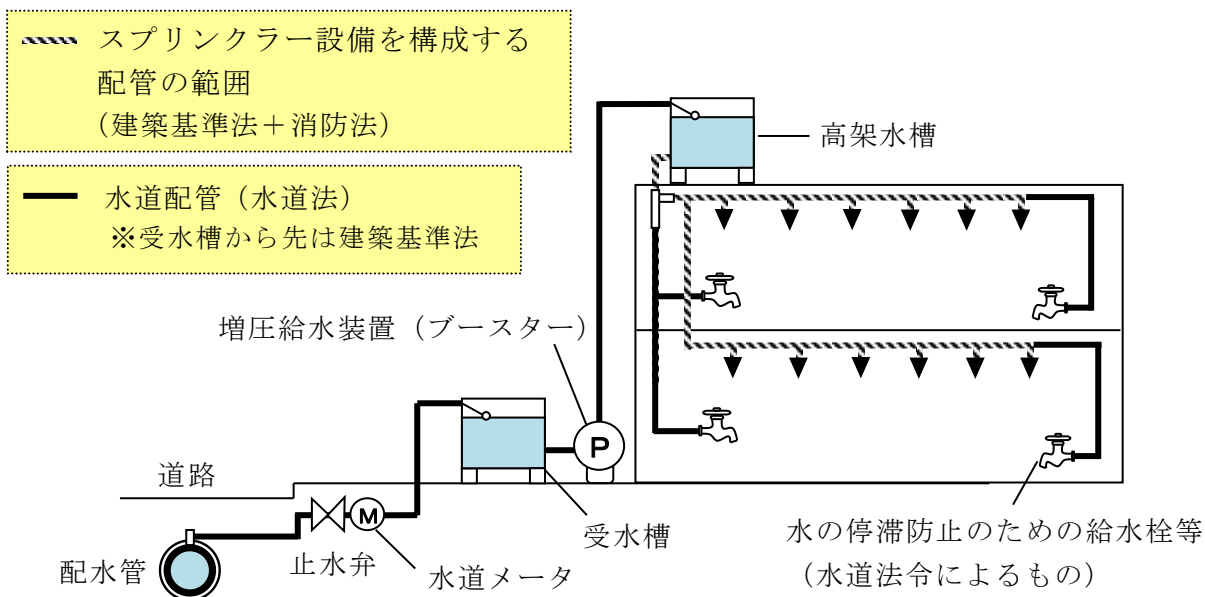 スプリンクラー設備を構成する
配管の範囲
（建築基準法＋消防法）
水道配管（水道法）
※受水槽から先は建築基準法
高架水槽
増圧給水装置（ブースター）
P
道路
M
受水槽
水の停滞防止のための給水栓等
（水道法令によるもの）
配水管
止水弁
水道メータ